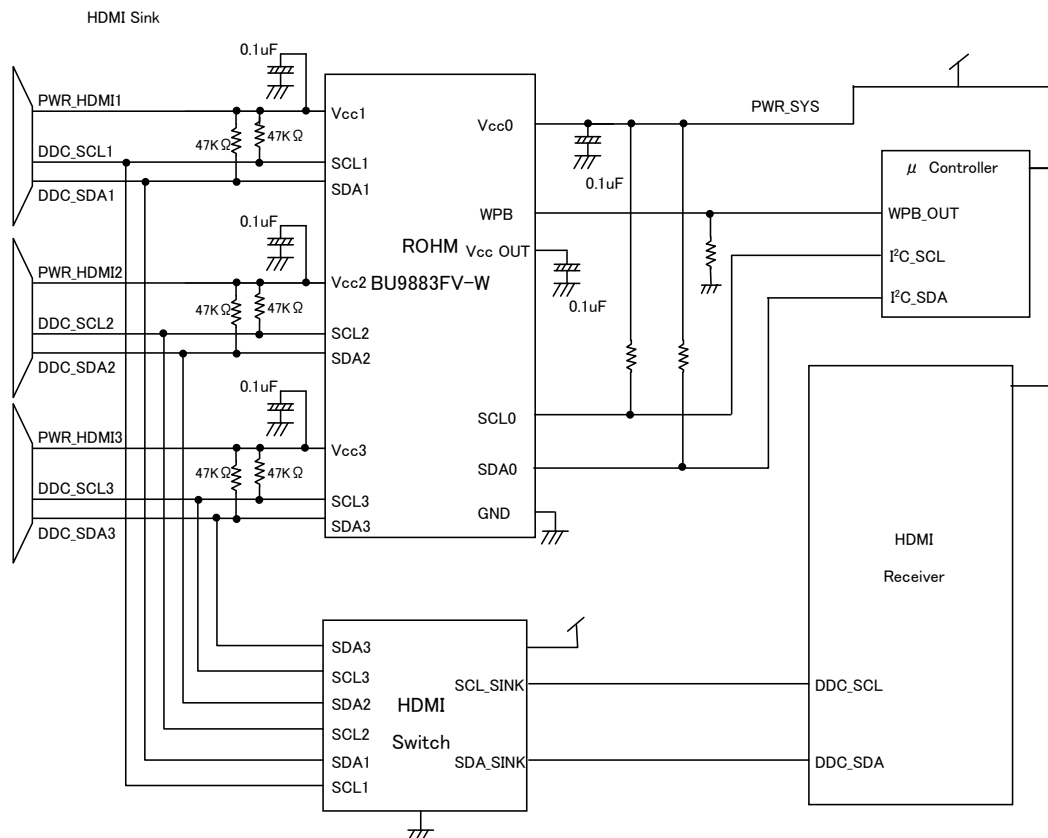 HDMI Sink
0.1uF
PWR_HDMI1
47KΩ
47KΩ
DDC_SCL1
DDC_SDA1
Vcc1
SCL1
SDA1
0.1uF
PWR_HDMI2
47KΩ
47KΩ
DDC_SCL2
DDC_SDA2
Vcc2
SCL2
SDA2
0.1uF
PWR_HDMI3
47KΩ
47KΩ
DDC_SCL3
DDC_SDA3
Vcc3
SCL3
SDA3
ROHM
BU9883FV-W
Vcc0
WPB
Vcc OUT
SCL0
SDA0
GND
PWR_SYS
0.1uF
0.1uF
μ Controller
WPB_OUT
I²C_SCL
I²C_SDA
HDMI
Receiver
DDC_SCL
DDC_SDA
SDA3
SCL3
SDA2
SCL2
SDA1
SCL1
HDMI
Switch
SCL_SINK
SDA_SINK